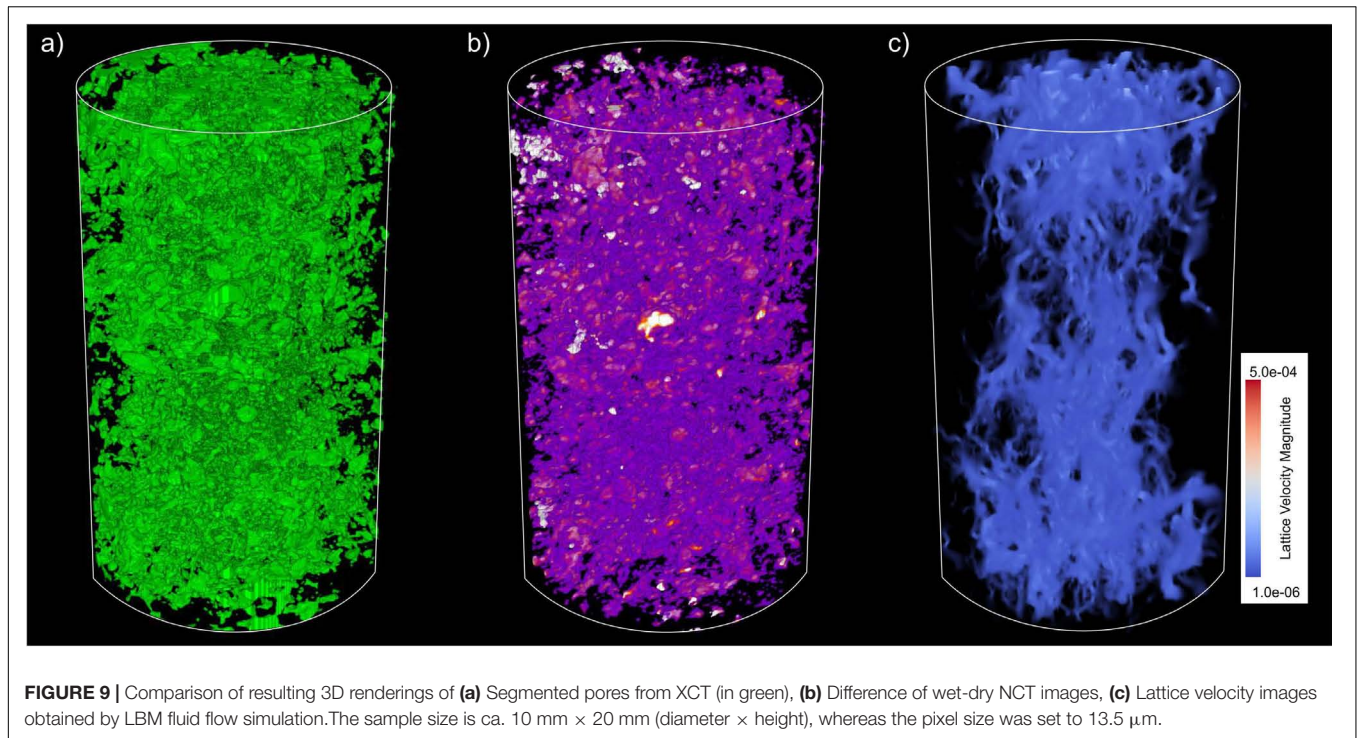 a)
b)
c)
5.0e-04
Lattice Velocity Magnitude
1.0e-06
FIGURE 9 | Comparison of resulting 3D renderings of (a) Segmented pores from XCT (in green), (b) Difference of wet-dry NCT images, (c) Lattice velocity images
obtained by LBM fluid flow simulation.The sample size is ca. 10 mm × 20 mm (diameter × height), whereas the pixel size was set to 13.5 μm.